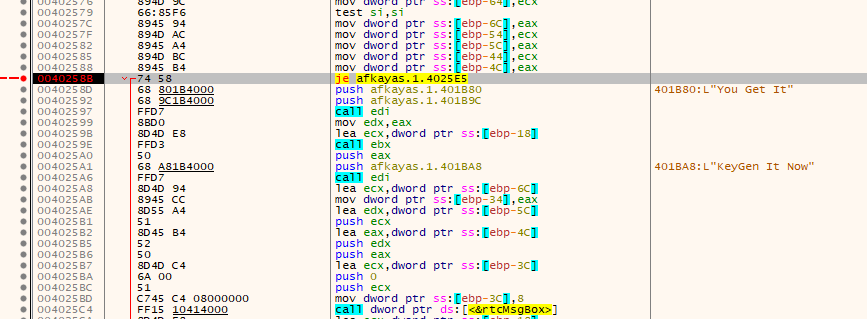 00402576 894D 9C mov dword ptr ss:[ebp-64],ecx
00402579 66:85F6 test si,si
0040257C 8945 94 mov dword ptr ss:[ebp-6C],eax
0040257F 894D AC mov dword ptr ss:[ebp-54],ecx
00402582 8945 A4 mov dword ptr ss:[ebp-5C],eax
00402585 894D BC mov dword ptr ss:[ebp-44],ecx
00402588 8945 B4 mov dword ptr ss:[ebp-4C],eax
0040258B 74 58 je afkayas.1.4025E5
0040258D 68 801B4000 push afkayas.1.401B80 401B80:L"You Get It"
00402592 68 9C1B4000 push afkayas.1.401B9C
00402597 FFD7 call edi
00402599 8BD0 mov edx,eax
0040259B 8D4D E8 lea ecx,dword ptr ss:[ebp-18]
0040259E FFD3 call ebx
004025A0 50 push eax
004025A1 68 A81B4000 push afkayas.1.401BA8 401BA8:L"KeyGen It Now"
004025A6 FFD7 call edi
004025A8 8D4D 94 lea ecx,dword ptr ss:[ebp-6C]
004025AB 8945 CC mov dword ptr ss:[ebp-34],eax
004025AE 8D55 A4 lea edx,dword ptr ss:[ebp-5C]
004025B1 51 push ecx
004025B2 8D45 B4 lea eax,dword ptr ss:[ebp-4C]
004025B5 52 push edx
004025B6 50 push eax
004025B7 8D4D C4 lea ecx,dword ptr ss:[ebp-3C]
004025BA 6A 00 push 0
004025BC 51 push ecx
004025BD C745 C4 08000000 mov dword ptr ss:[ebp-3C],8
004025C4 FF15 10414000 call dword ptr ds:[<&rtcMsgBox>]